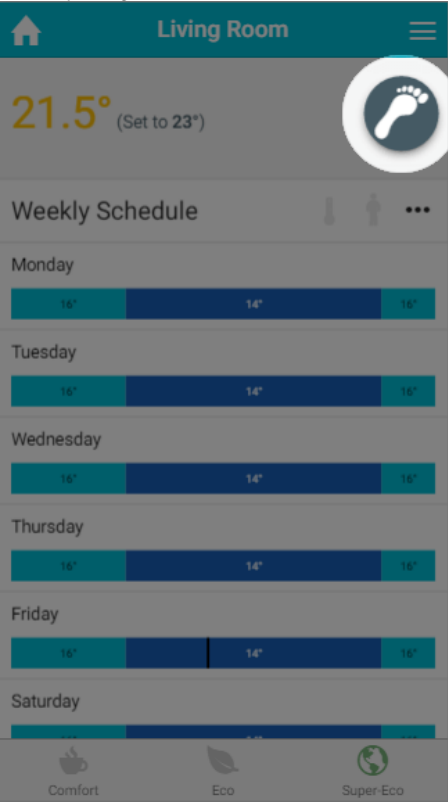 Living Room
21.5° (Set to 23°)
Weekly Schedule
Monday
16° 14° 16°
Tuesday
16° 14° 16°
Wednesday
16° 14° 16°
Thursday
16° 14° 16°
Friday
16° 14° 16°
Saturday
Comfort Eco Super-Eco